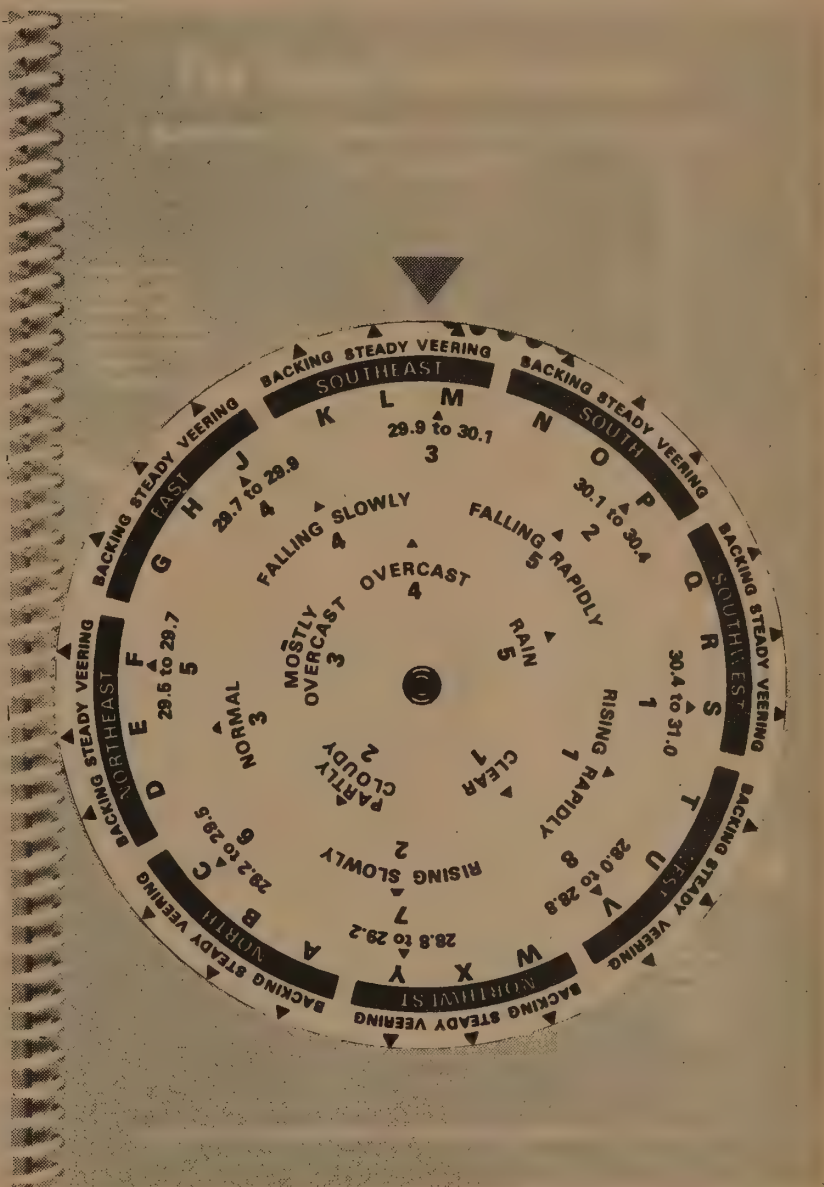 BACKING STEADY VEERING
SOUTHEAST
K L M
BACKING STEADY VEERING
SOUTH
N O P
BACKING STEADY VEERING
SOUTHWEST
Q R S
BACKING STEADY VEERING
T U V
BACKING STEADY VEERING
NORTHWEST
W X Y
BACKING STEADY VEERING
NORTH
A B C
BACKING STEADY VEERING
NORTHEAST
D E F
BACKING STEADY VEERING
EAST
G H J
29.9 to 30.1
3
30.1 to 30.4
2
30.4 to 31.0
1
28.0 to 28.8
8
28.8 to 29.2
7
29.2 to 29.5
6
29.5 to 29.7
5
29.7 to 29.9
4
FALLING SLOWLY
4
FALLING RAPIDLY
5
RISING RAPIDLY
1
RISING SLOWLY
2
NORMAL
3
OVERCAST
4
RAIN
5
CLEAR
1
PARTLY
CLOUDY
2
MOSTLY
OVERCAST
3